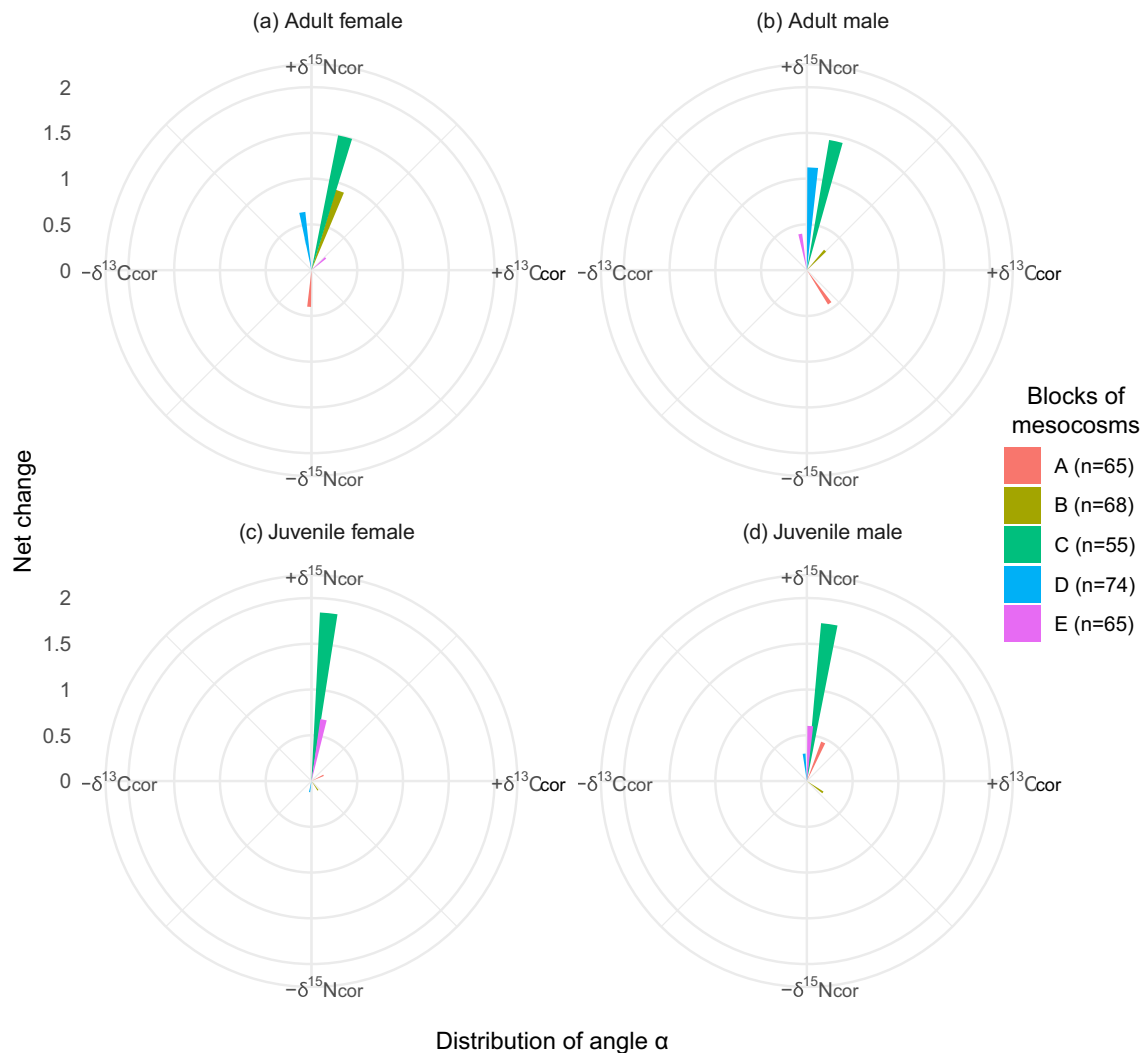 (a) Adult female
(b) Adult male
+δ¹⁵Ncor
+δ¹⁵Ncor
2
1.5
1
0.5
0
−δ¹³Ccor
+δ¹³Ccor
−δ¹³Ccor
+δ¹³Ccor
−δ¹⁵Ncor
−δ¹⁵Ncor
(c) Juvenile female
(d) Juvenile male
+δ¹⁵Ncor
+δ¹⁵Ncor
2
1.5
1
0.5
0
−δ¹³Ccor
+δ¹³Ccor
−δ¹³Ccor
+δ¹³Ccor
−δ¹⁵Ncor
−δ¹⁵Ncor
Net change
Distribution of angle α
Blocks of
mesocosms
A (n=65)
B (n=68)
C (n=55)
D (n=74)
E (n=65)